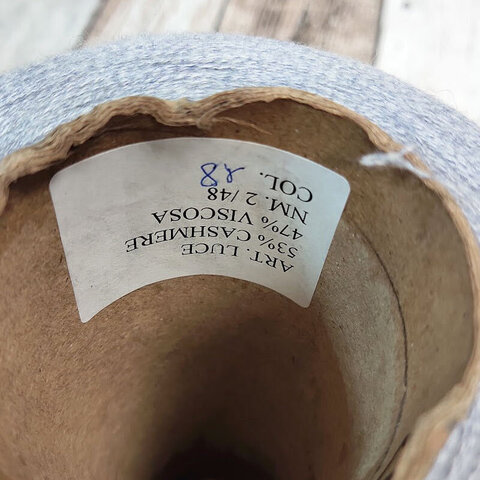 ART. LUCE
53% CASHMERE
47% VISCOSA
NM. 2/48
COL. 28